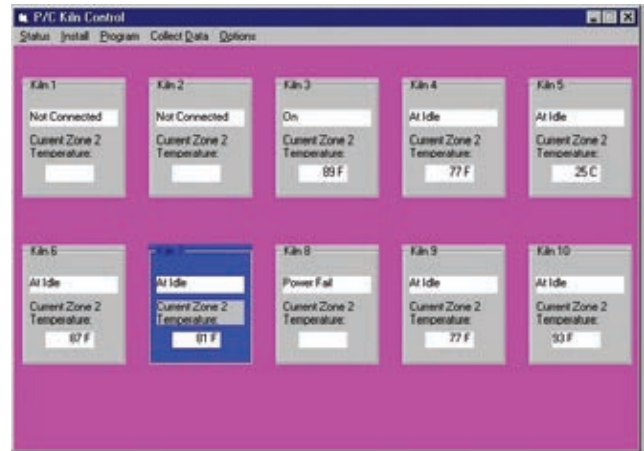 P/C Kiln Control
Status Install Program Collect Data Options
Kiln 1
Not Connected
Current Zone 2
Temperature:
Kiln 2
Not Connected
Current Zone 2
Temperature:
Kiln 3
On
Current Zone 2
Temperature:
89 F
Kiln 4
At Idle
Current Zone 2
Temperature:
77 F
Kiln 5
At Idle
Current Zone 2
Temperature:
25 C
Kiln 6
At Idle
Current Zone 2
Temperature:
87 F
At Idle
Current Zone 2
Temperature:
81 F
Kiln 8
Power Fail
Current Zone 2
Temperature:
Kiln 9
At Idle
Current Zone 2
Temperature:
77 F
Kiln 10
At Idle
Current Zone 2
Temperature:
93 F